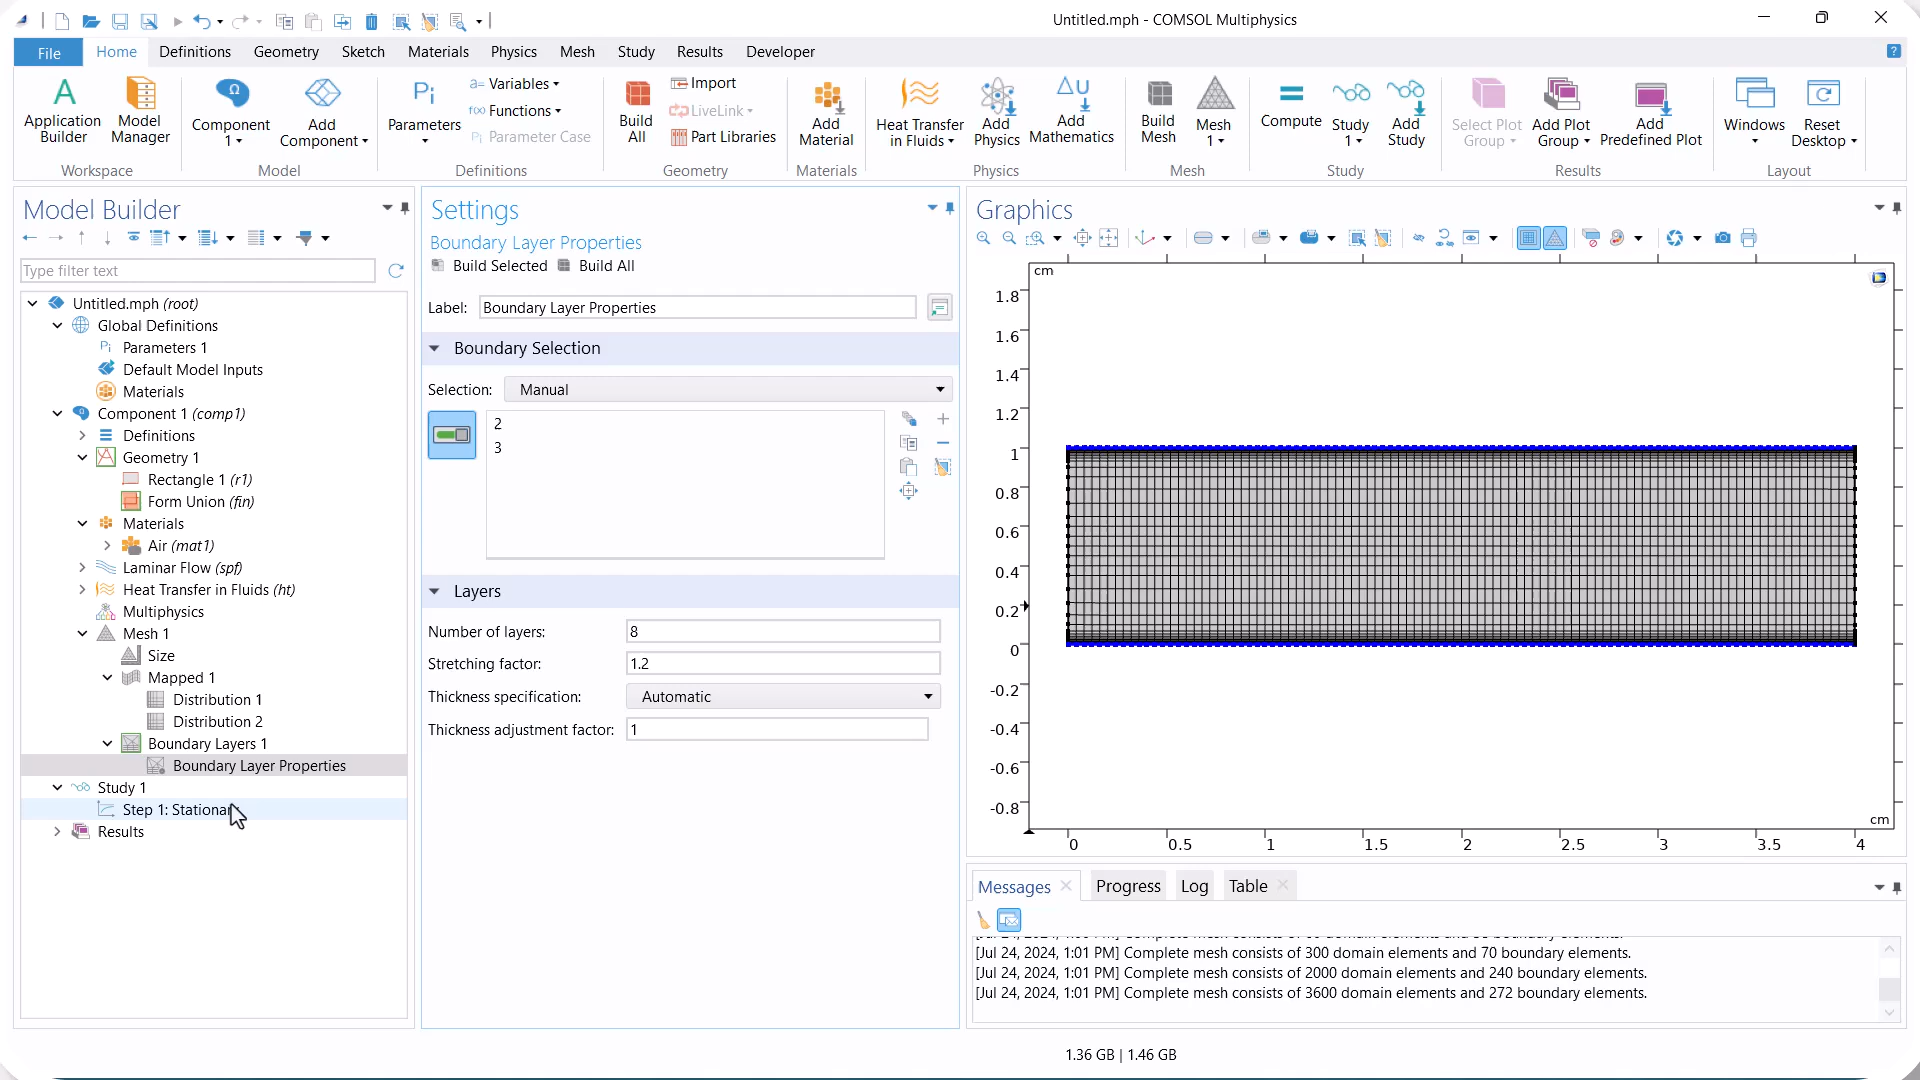 Untitled.mph - COMSOL Multiphysics
File Home Definitions Geometry Sketch Materials Physics Mesh Study Results Developer
Application Builder
Model Manager
Workspace
Component 1
Add Component
Model
Pi
Parameters
a= Variables
f(x) Functions
Pi Parameter Case
Definitions
Build All
Import
LiveLink
Part Libraries
Geometry
Add Material
Materials
Heat Transfer in Fluids
Add Physics
ΔU
Add Mathematics
Physics
Build Mesh
Mesh 1
Mesh
Compute
Study 1
Add Study
Study
Select Plot Group
Add Plot Group
Add Predefined Plot
Results
Windows
Reset Desktop
Layout
Model Builder
Type filter text
Untitled.mph (root)
Global Definitions
Pi Parameters 1
Default Model Inputs
Materials
Component 1 (comp1)
Definitions
Geometry 1
Rectangle 1 (r1)
Form Union (fin)
Materials
Air (mat1)
Laminar Flow (spf)
Heat Transfer in Fluids (ht)
Multiphysics
Mesh 1
Size
Mapped 1
Distribution 1
Distribution 2
Boundary Layers 1
Boundary Layer Properties
Study 1
Step 1: Stationar
Results
Settings
Boundary Layer Properties
Build Selected Build All
Label: Boundary Layer Properties
Boundary Selection
Selection: Manual
2
3
Layers
Number of layers: 8
Stretching factor: 1.2
Thickness specification: Automatic
Thickness adjustment factor: 1
Graphics
cm
1.8
1.6
1.4
1.2
1
0.8
0.6
0.4
0.2
0
-0.2
-0.4
-0.6
-0.8
cm
0 0.5 1 1.5 2 2.5 3 3.5 4
Messages Progress Log Table
[Jul 24, 2024, 1:01 PM] Complete mesh consists of 300 domain elements and 70 boundary elements.
[Jul 24, 2024, 1:01 PM] Complete mesh consists of 2000 domain elements and 240 boundary elements.
[Jul 24, 2024, 1:01 PM] Complete mesh consists of 3600 domain elements and 272 boundary elements.
1.36 GB | 1.46 GB